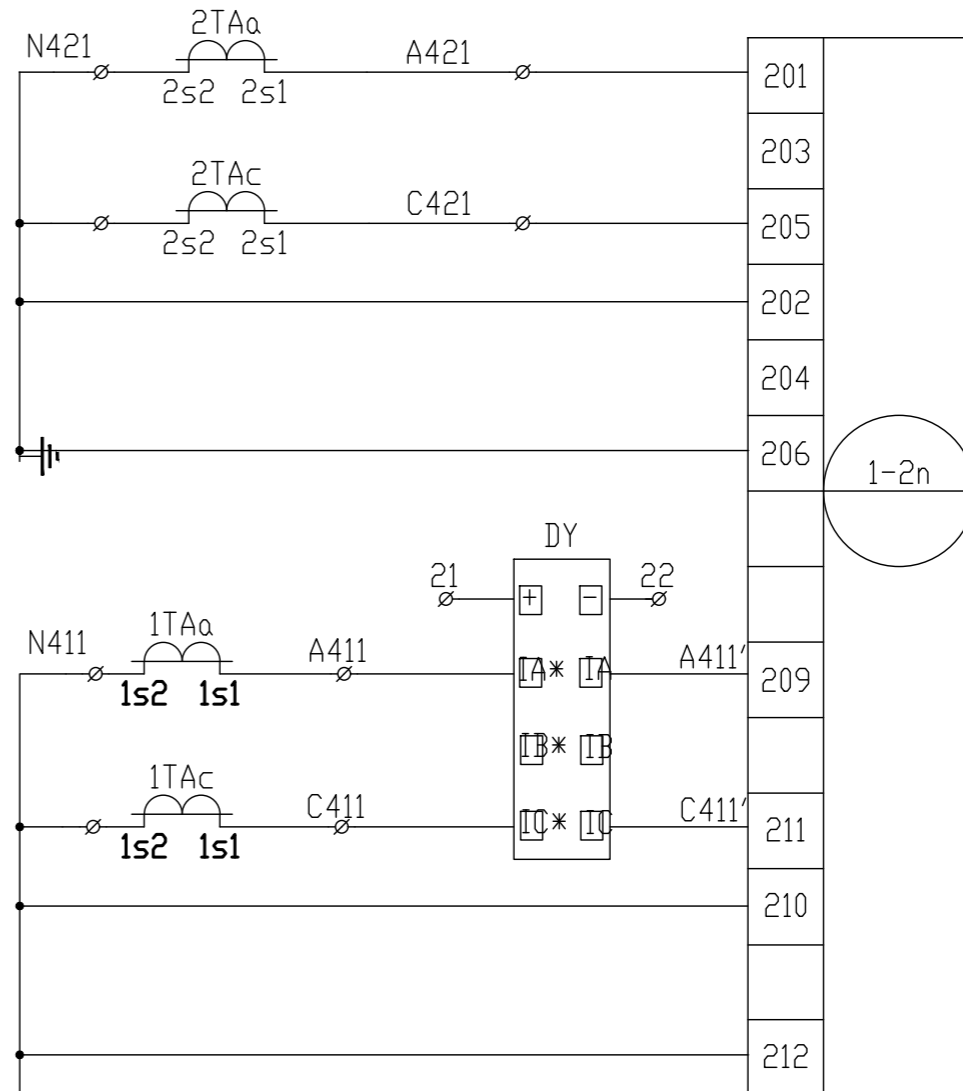 2TAa
N421
A421
2s2 2s1
201
203
2TAc
C421
2s2 2s1
205
202
204
206
1-2n
DY
21
22
+ -
N411
1TAa
A411
IA* IA
A411'
1s2 1s1
209
IB* IB
1TAc
C411
IC* IC
C411'
1s2 1s1
211
210
212